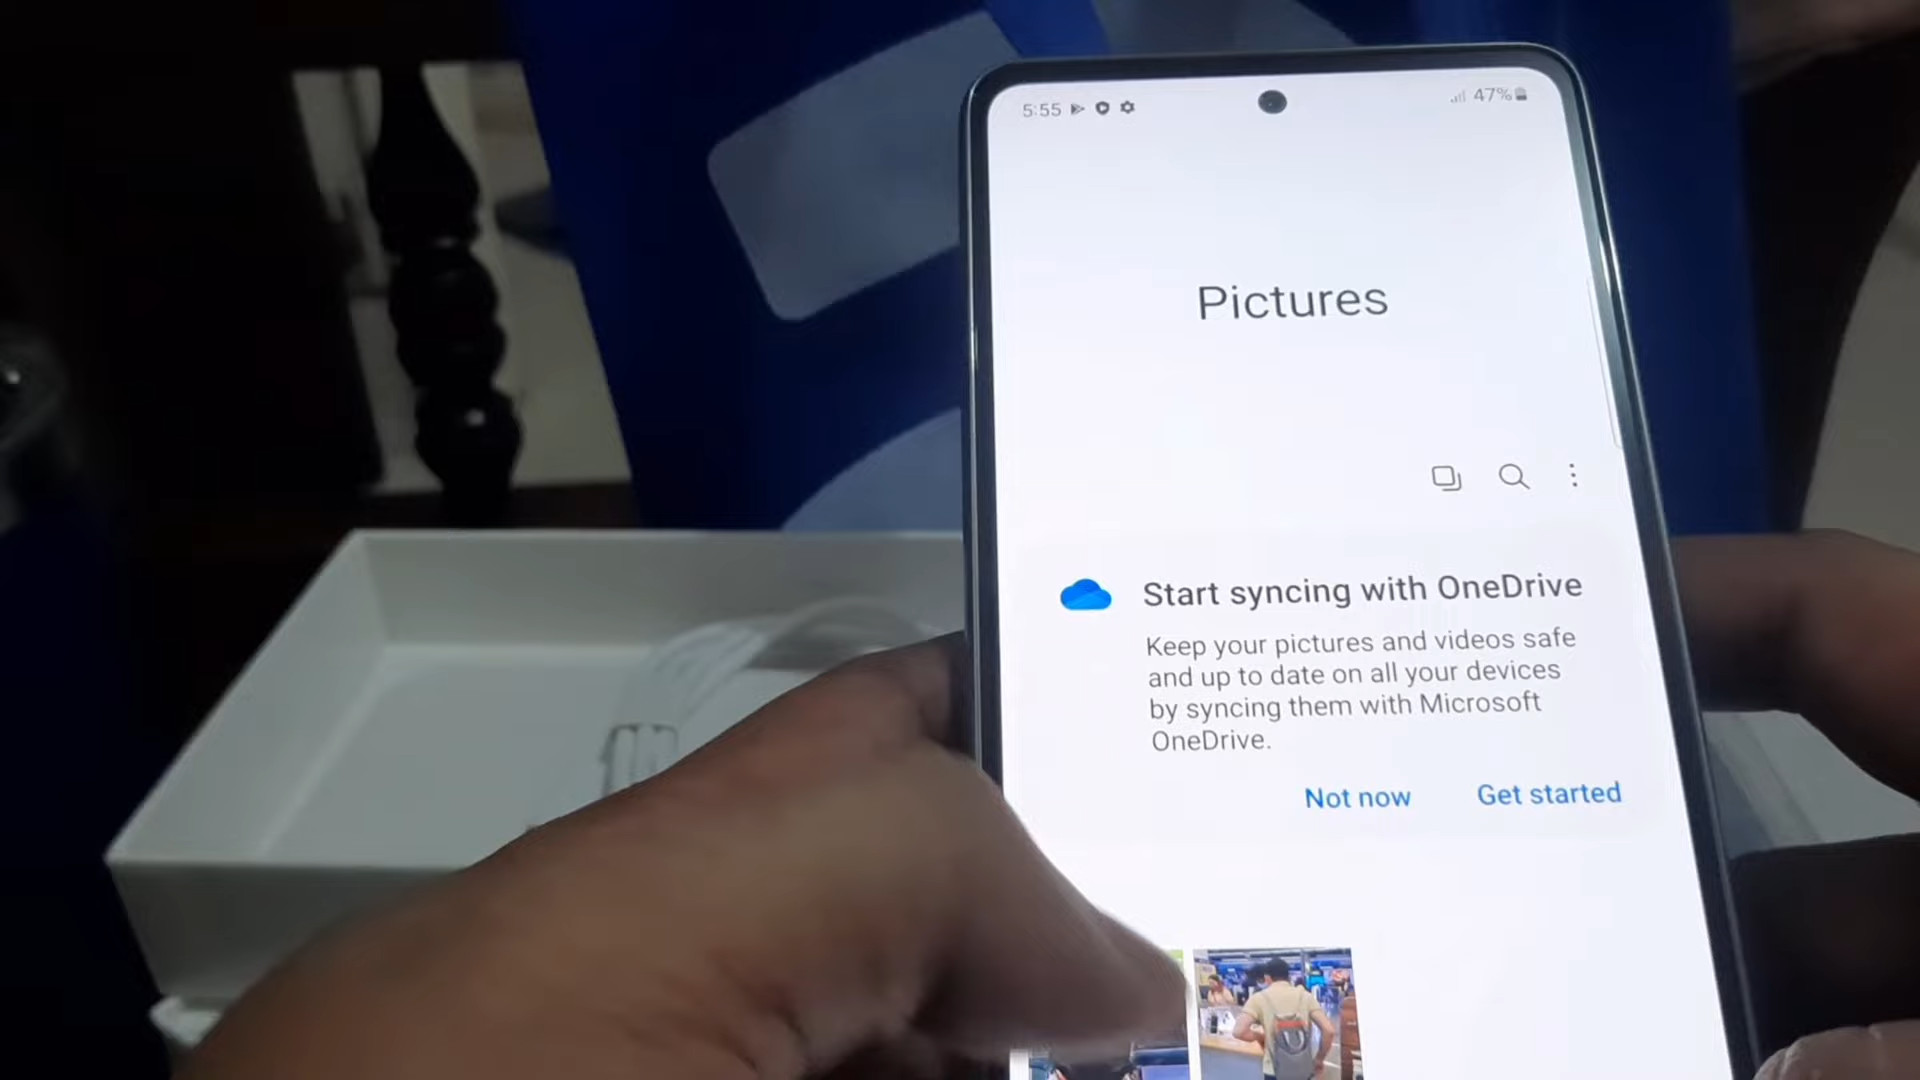 5:55 47%
Pictures
Start syncing with OneDrive
Keep your pictures and videos safe
and up to date on all your devices
by syncing them with Microsoft
OneDrive.
Not now Get started